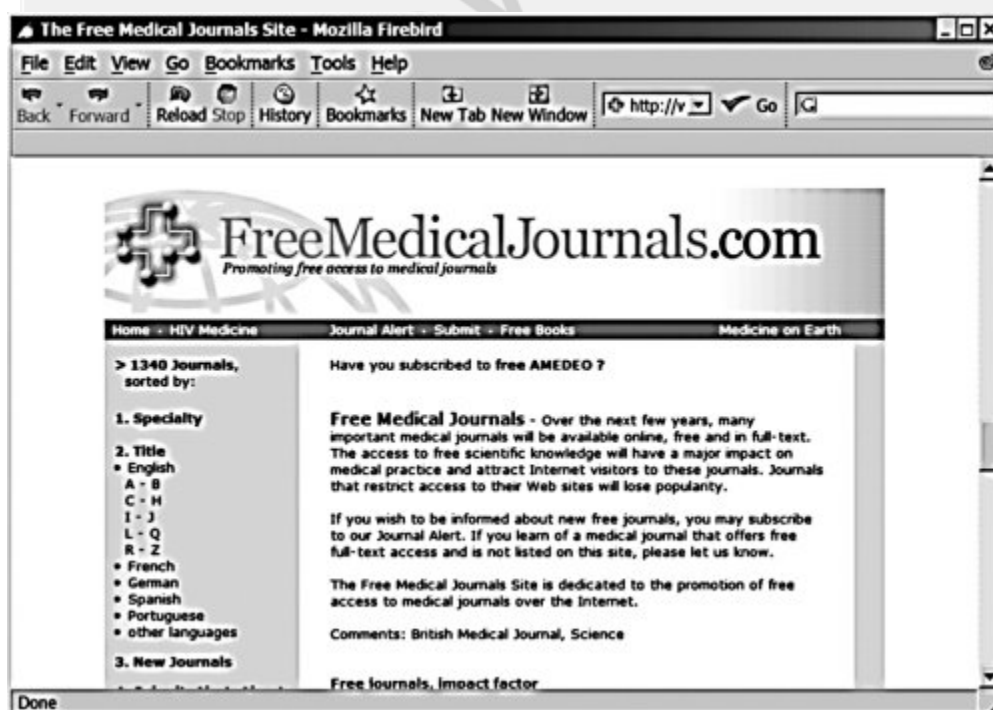 The Free Medical Journals Site - Mozilla Firebird
File Edit View Go Bookmarks Tools Help
Back Forward Reload Stop History Bookmarks New Tab New Window http://v Go
FreeMedicalJournals.com
Promoting free access to medical journals
Home - HIV Medicine Journal Alert - Submit - Free Books Medicine on Earth
> 1340 Journals,
sorted by:
1. Specialty
2. Title
• English
A - B
C - H
I - J
L - Q
R - Z
• French
• German
• Spanish
• Portuguese
• other languages
3. New Journals
Have you subscribed to free AMEDEO ?
Free Medical Journals - Over the next few years, many
important medical journals will be available online, free and in full-text.
The access to free scientific knowledge will have a major impact on
medical practice and attract Internet visitors to these journals. Journals
that restrict access to their Web sites will lose popularity.
If you wish to be informed about new free journals, you may subscribe
to our Journal Alert. If you learn of a medical journal that offers free
full-text access and is not listed on this site, please let us know.
The Free Medical Journals Site is dedicated to the promotion of free
access to medical journals over the Internet.
Comments: British Medical Journal, Science
Free journals, impact factor
Done